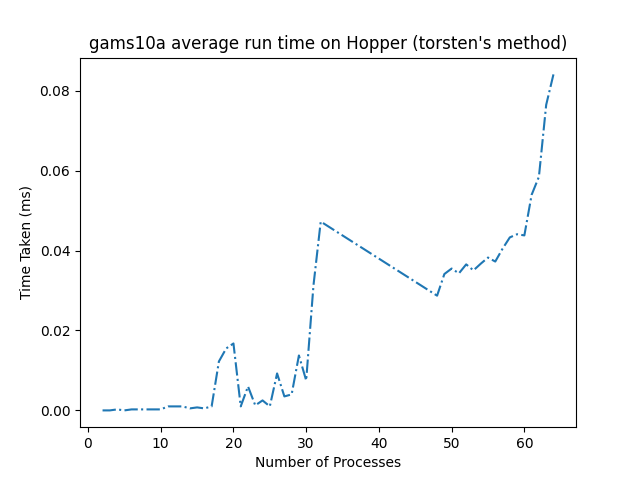 gams10a average run time on Hopper (torsten's method)
0.08
0.06
0.04
0.02
0.00
Time Taken (ms)
0 10 20 30 40 50 60
Number of Processes